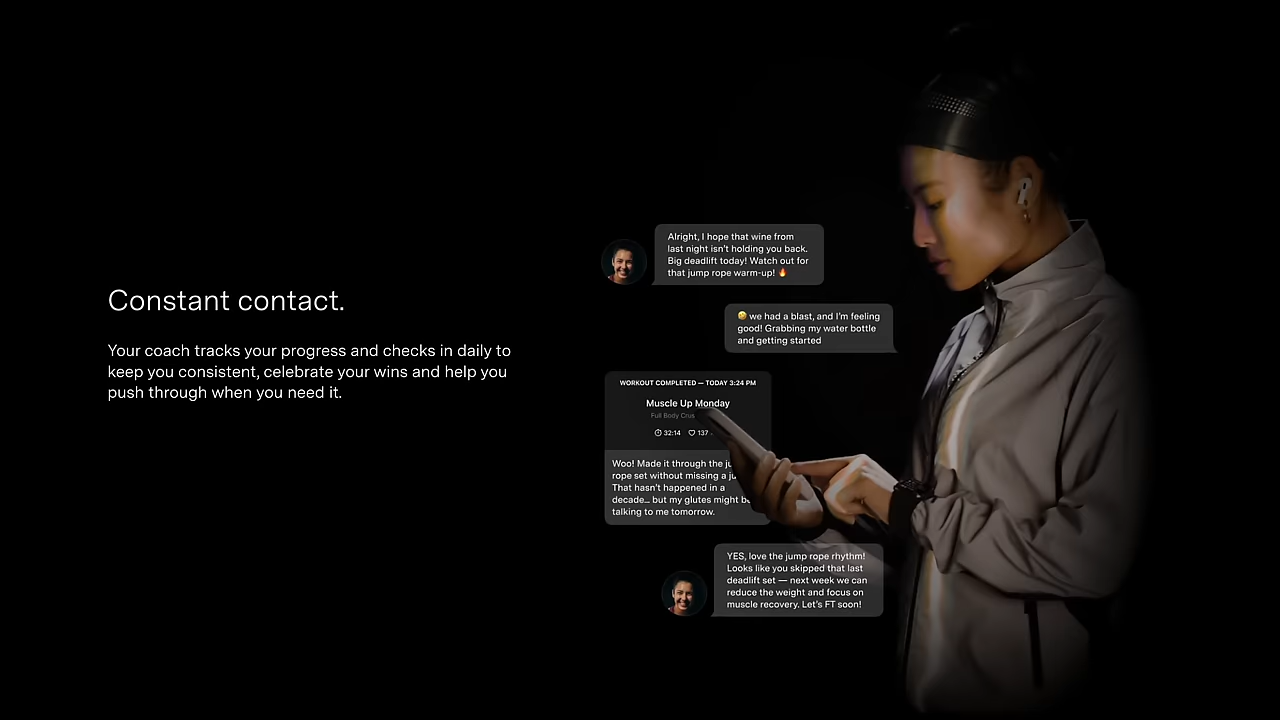 Constant contact.
Your coach tracks your progress and checks in daily to
keep you consistent, celebrate your wins and help you
push through when you need it.
Alright, I hope that wine from
last night isn't holding you back.
Big deadlift today! Watch out for
that jump rope warm-up! 🔥
🤣 we had a blast, and I'm feeling
good! Grabbing my water bottle
and getting started
WORKOUT COMPLETED — TODAY 3:24 PM
Muscle Up Monday
Full Body
32:14 137
Woo! Made it through the
rope set without missing a
That hasn't happened in a
decade... but my glutes might
talking to me tomorrow.
YES, love the jump rope rhythm!
Looks like you skipped that last
deadlift set — next week we can
reduce the weight and focus on
muscle recovery. Let's FT soon!